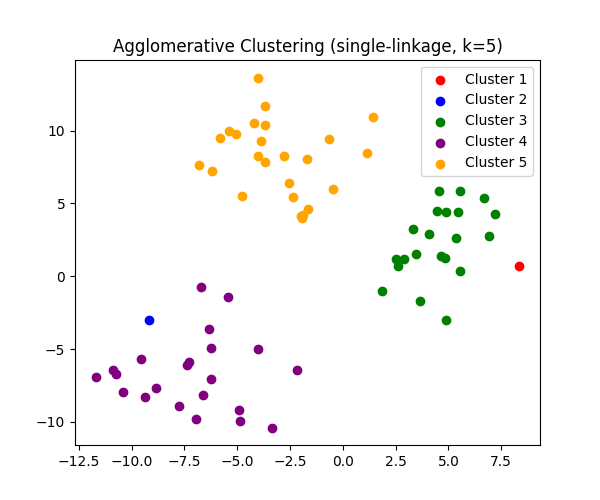 Agglomerative Clustering (single-linkage, k=5)
Cluster 1
Cluster 2
Cluster 3
Cluster 4
Cluster 5
10
5
0
−5
−10
−12.5 −10.0 −7.5 −5.0 −2.5 0.0 2.5 5.0 7.5